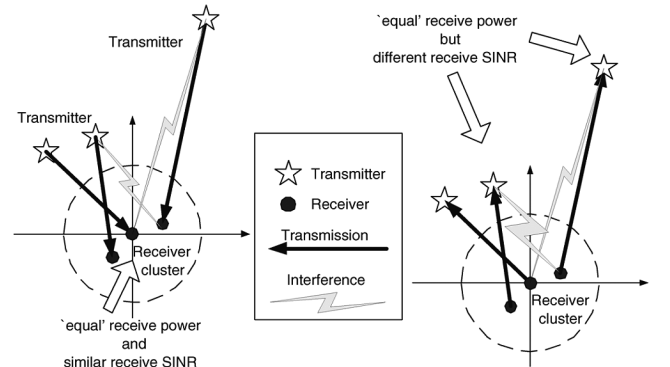 Transmitter
Transmitter
Receiver
cluster
`equal' receive power
and
similar receive SINR
Transmitter
Receiver
Transmission
Interference
`equal' receive power
but
different receive SINR
Receiver
cluster